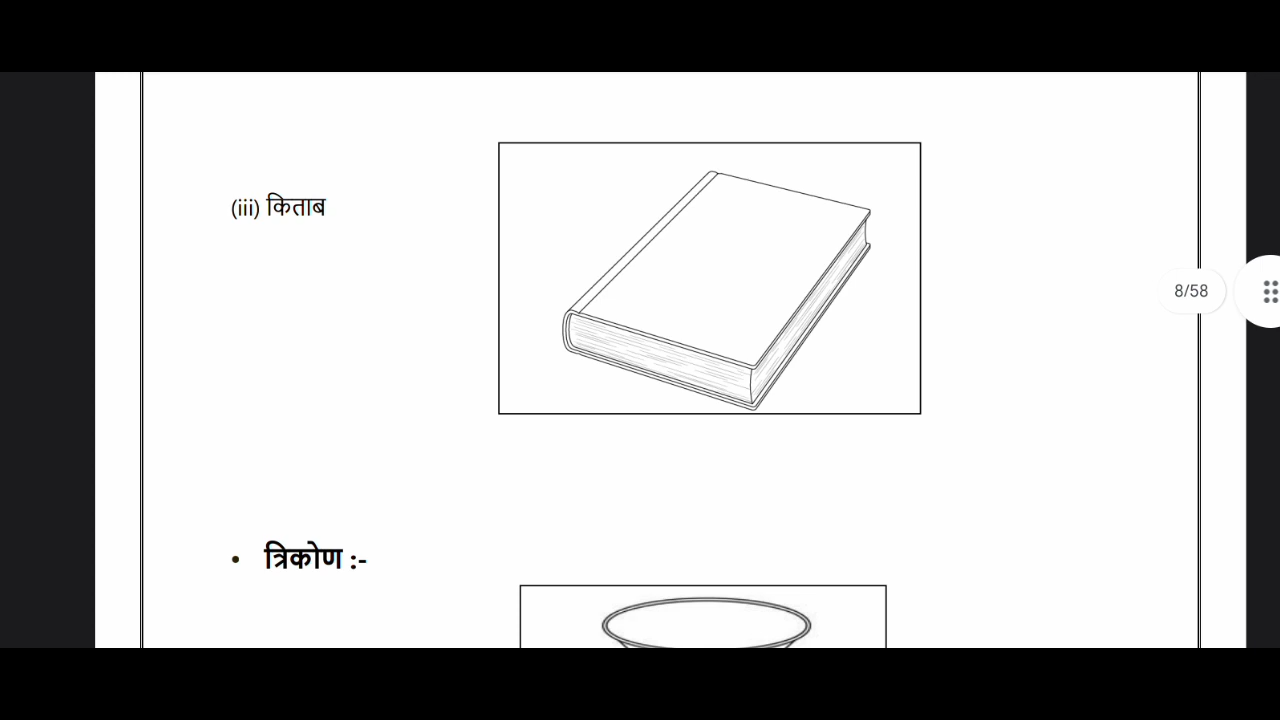 (iii) किताब
8/58
• त्रिकोण :-